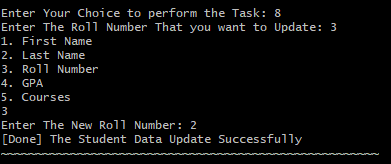 Enter Your Choice to perform the Task: 8
Enter The Roll Number That you want to Update: 3
1. First Name
2. Last Name
3. Roll Number
4. GPA
5. Courses
3
Enter The New Roll Number: 2
[Done] The Student Data Update Successfully
~~~~~~~~~~~~~~~~~~~~~~~~~~~~~~~~~~~~~~~~~~~~~~~~~~~~~~